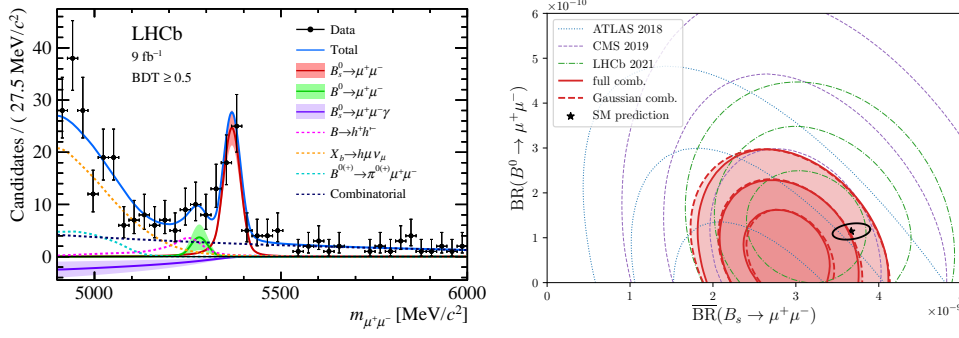 LHCb
9 fb⁻¹
BDT ≥ 0.5
Data
Total
B⁰ₛ→μ⁺μ⁻
B⁰→μ⁺μ⁻
B⁰ₛ→μ⁺μ⁻γ
B→h⁺h⁻
X_b→hμν_μ
B⁰⁽⁺⁾→π⁰⁽⁺⁾μ⁺μ⁻
Combinatorial
Candidates / ( 27.5 MeV/c²)
40
30
20
10
0
5000
5500
6000
m_{μ⁺μ⁻} [MeV/c²]
×10⁻¹⁰
ATLAS 2018
CMS 2019
LHCb 2021
full comb.
Gaussian comb.
SM prediction
BR(B⁰ → μ⁺μ⁻)
6
5
4
3
2
1
0
0
1
2
3
4
×10⁻⁹
B̅R̅(Bₛ → μ⁺μ⁻)